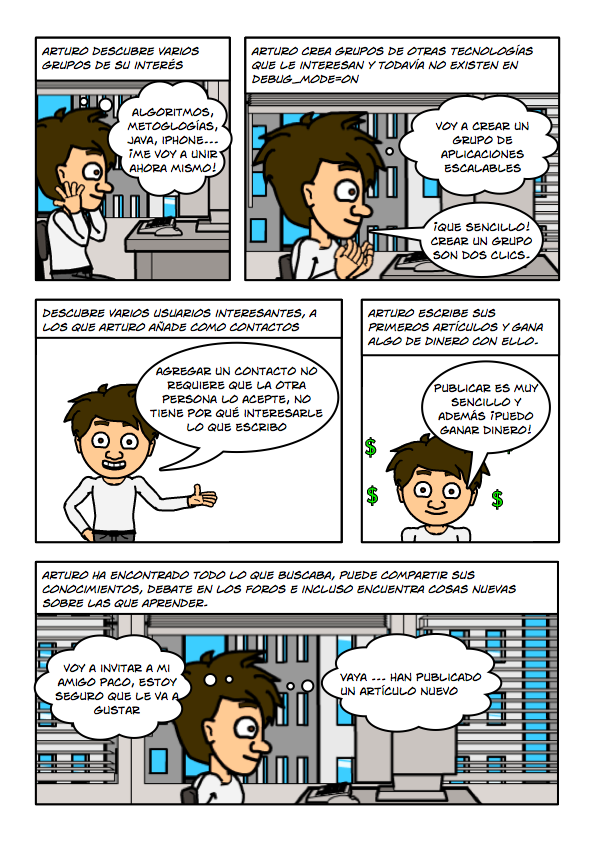 ARTURO DESCUBRE VARIOS
GRUPOS DE SU INTERÉS
ALGORITMOS,
METOGLOGÍAS,
JAVA, IPHONE...
¡ME VOY A UNIR
AHORA MISMO!
ARTURO CREA GRUPOS DE OTRAS TECNOLOGÍAS
QUE LE INTERESAN Y TODAVÍA NO EXISTEN EN
DEBUG_MODE=ON
VOY A CREAR UN
GRUPO DE
APLICACIONES
ESCALABLES
¡QUE SENCILLO!
CREAR UN GRUPO
SON DOS CLICS.
DESCUBRE VARIOS USUARIOS INTERESANTES, A
LOS QUE ARTURO AÑADE COMO CONTACTOS
AGREGAR UN CONTACTO NO
REQUIERE QUE LA OTRA
PERSONA LO ACEPTE, NO
TIENE POR QUÉ INTERESARLE
LO QUE ESCRIBO
ARTURO ESCRIBE SUS
PRIMEROS ARTÍCULOS Y GANA
ALGO DE DINERO CON ELLO.
PUBLICAR ES MUY
SENCILLO Y
ADEMÁS ¡PUEDO
GANAR DINERO!
$
$
$
ARTURO HA ENCONTRADO TODO LO QUE BUSCABA, PUEDE COMPARTIR SUS
CONOCIMIENTOS, DEBATE EN LOS FOROS E INCLUSO ENCUENTRA COSAS NUEVAS
SOBRE LAS QUE APRENDER.
VOY A INVITAR A MI
AMIGO PACO, ESTOY
SEGURO QUE LE VA A
GUSTAR
VAYA ... HAN PUBLICADO
UN ARTÍCULO NUEVO